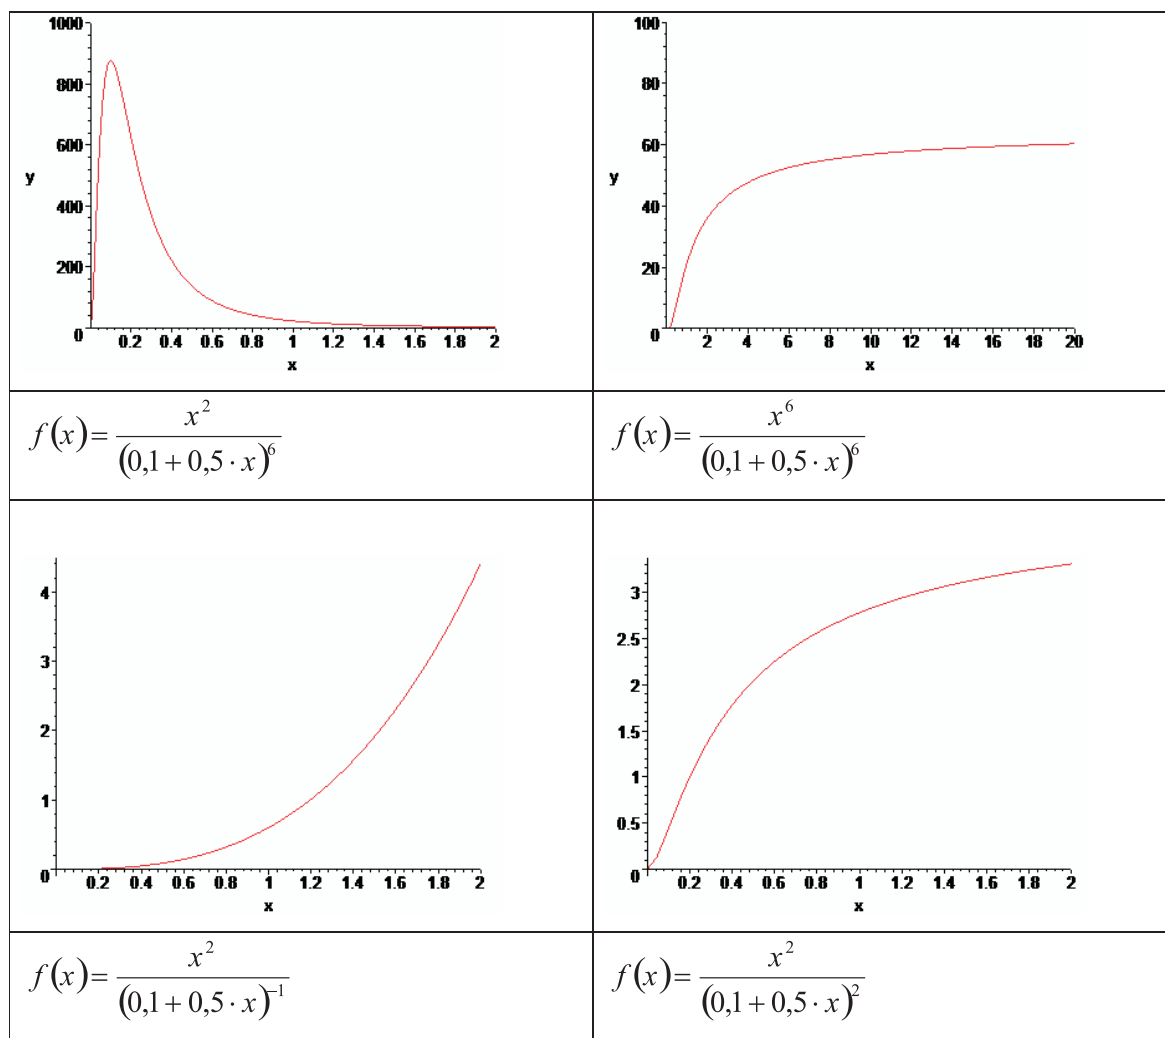 1000
800
600
y
400
200
0
0.2 0.4 0.6 0.8 1 1.2 1.4 1.6 1.8 2
x
100
80
60
y
40
20
0
2 4 6 8 10 12 14 16 18 20
x
f(x)= x^2 / (0,1+0,5·x)^6
f(x)= x^6 / (0,1+0,5·x)^6
4
3
2
1
0
0.2 0.4 0.6 0.8 1 1.2 1.4 1.6 1.8 2
x
3
2.5
2
1.5
1
0.5
0
0.2 0.4 0.6 0.8 1 1.2 1.4 1.6 1.8 2
x
f(x)= x^2 / (0,1+0,5·x)^−1
f(x)= x^2 / (0,1+0,5·x)^2